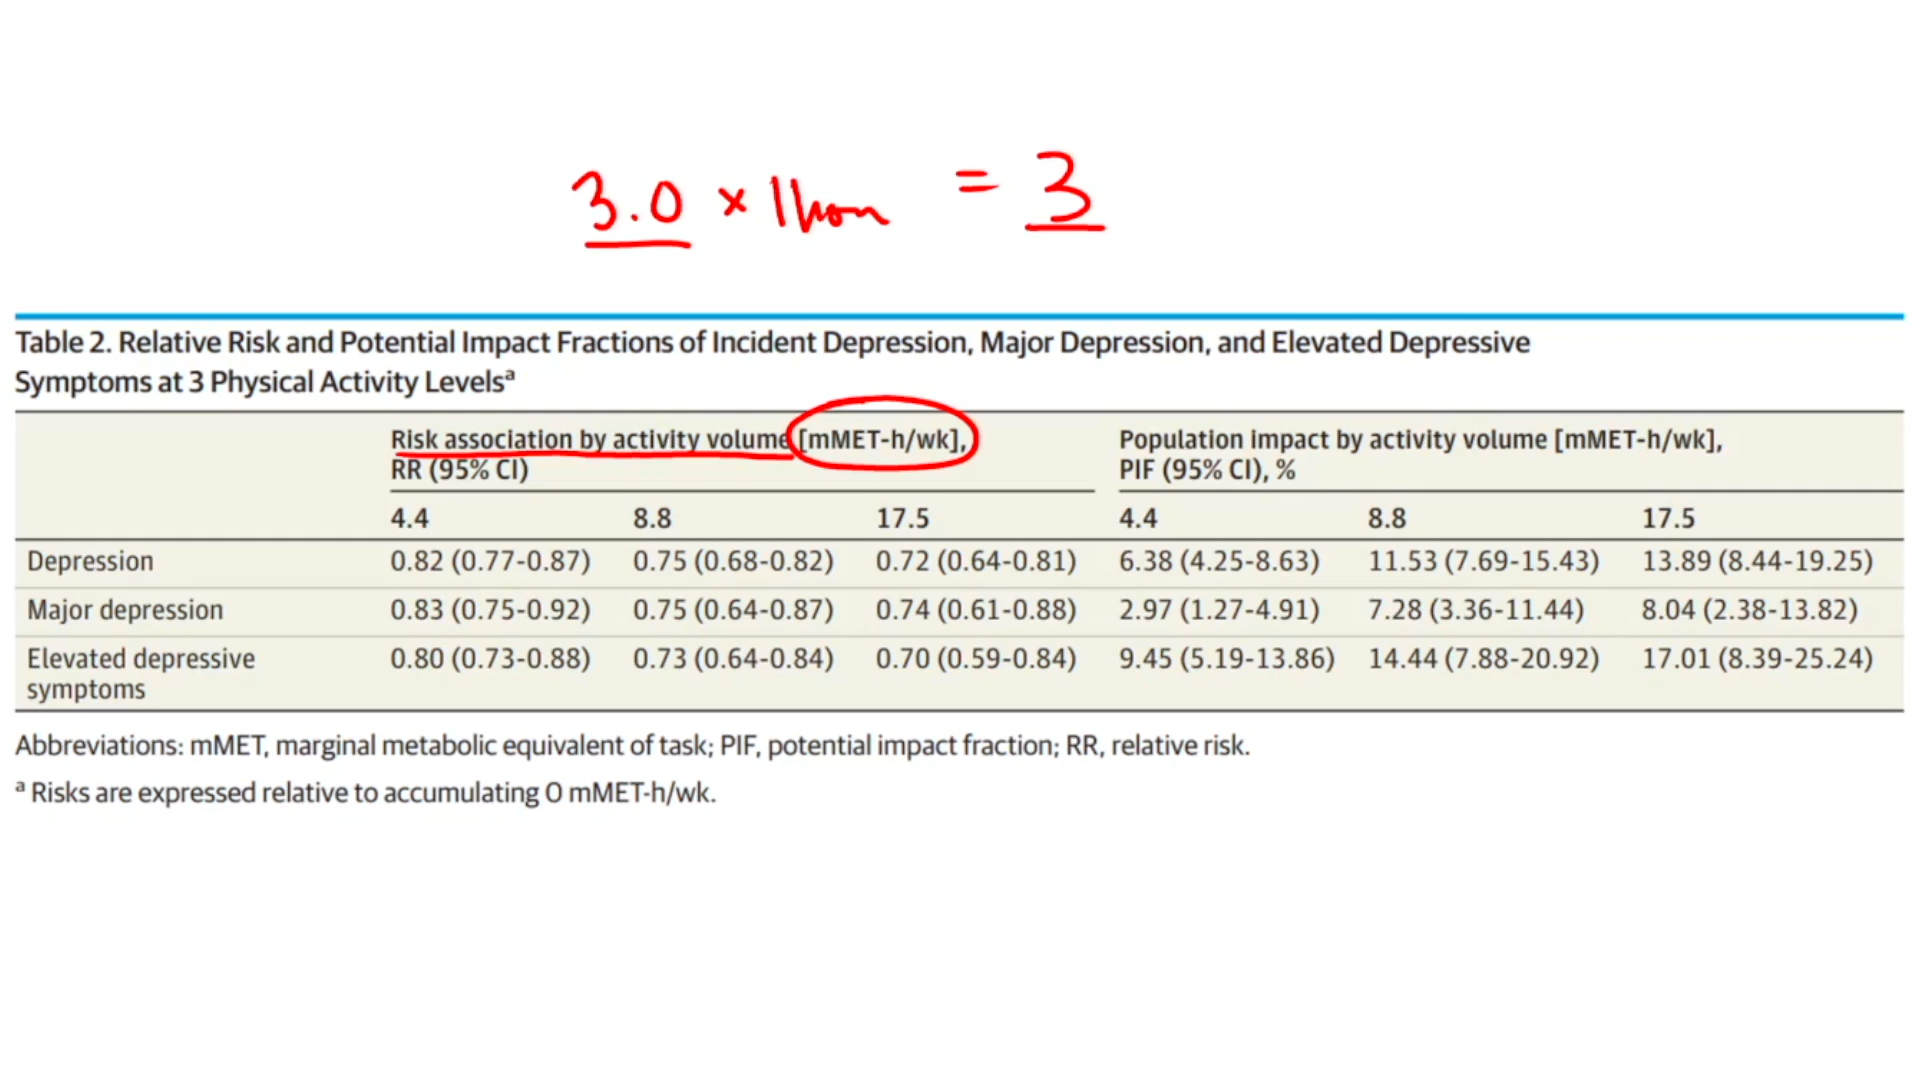 3.0 × 1 hour = 3
Table 2. Relative Risk and Potential Impact Fractions of Incident Depression, Major Depression, and Elevated Depressive
Symptoms at 3 Physical Activity Levelsᵃ
Risk association by activity volume [mMET-h/wk], Population impact by activity volume [mMET-h/wk],
RR (95% CI) PIF (95% CI), %
4.4 8.8 17.5 4.4 8.8 17.5
Depression 0.82 (0.77-0.87) 0.75 (0.68-0.82) 0.72 (0.64-0.81) 6.38 (4.25-8.63) 11.53 (7.69-15.43) 13.89 (8.44-19.25)
Major depression 0.83 (0.75-0.92) 0.75 (0.64-0.87) 0.74 (0.61-0.88) 2.97 (1.27-4.91) 7.28 (3.36-11.44) 8.04 (2.38-13.82)
Elevated depressive 0.80 (0.73-0.88) 0.73 (0.64-0.84) 0.70 (0.59-0.84) 9.45 (5.19-13.86) 14.44 (7.88-20.92) 17.01 (8.39-25.24)
symptoms
Abbreviations: mMET, marginal metabolic equivalent of task; PIF, potential impact fraction; RR, relative risk.
ᵃ Risks are expressed relative to accumulating 0 mMET-h/wk.